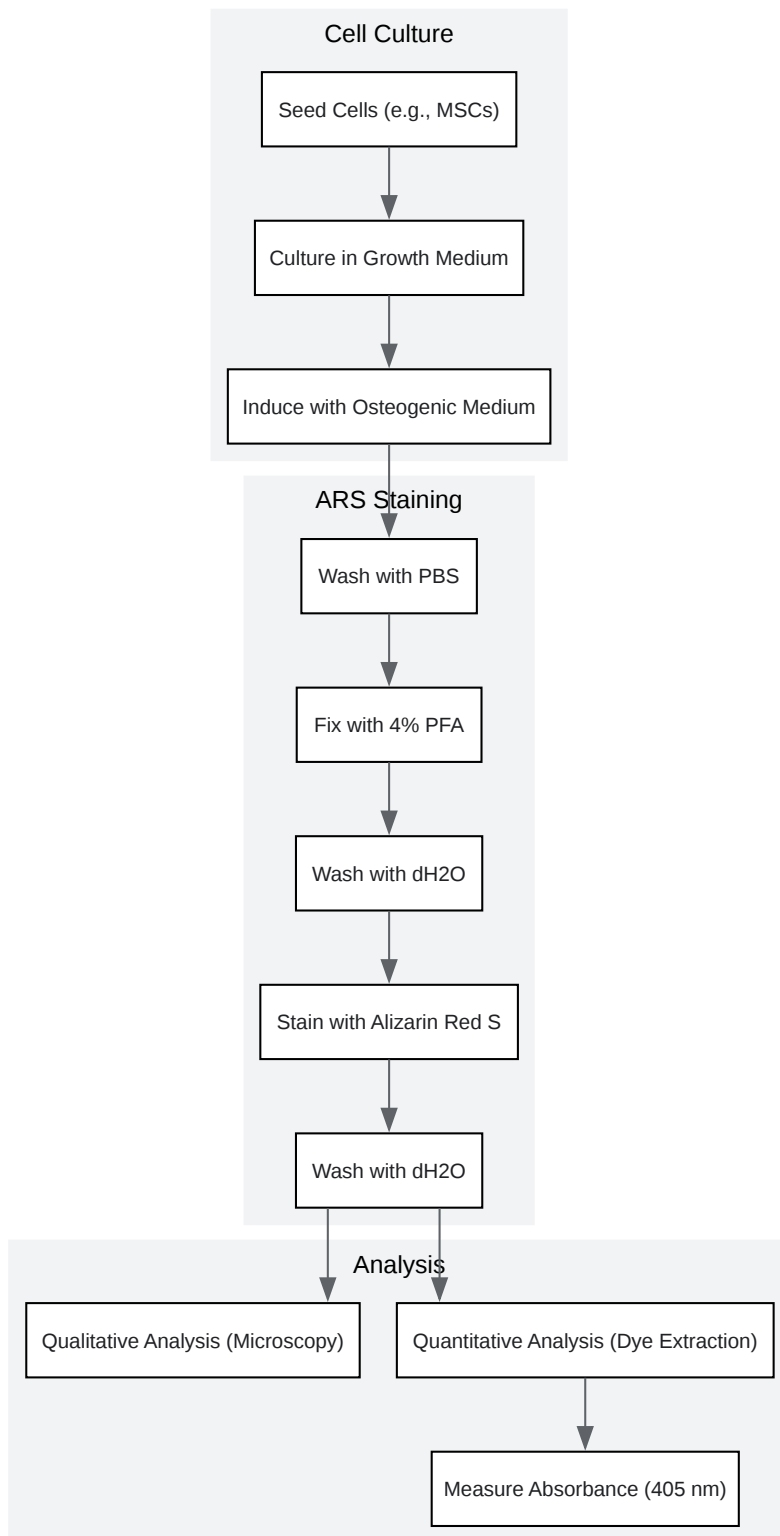 Cell Culture
Seed Cells (e.g., MSCs)
Culture in Growth Medium
Induce with Osteogenic Medium
ARS Staining
Wash with PBS
Fix with 4% PFA
Wash with dH2O
Stain with Alizarin Red S
Wash with dH2O
Analysis
Qualitative Analysis (Microscopy)
Quantitative Analysis (Dye Extraction)
Measure Absorbance (405 nm)